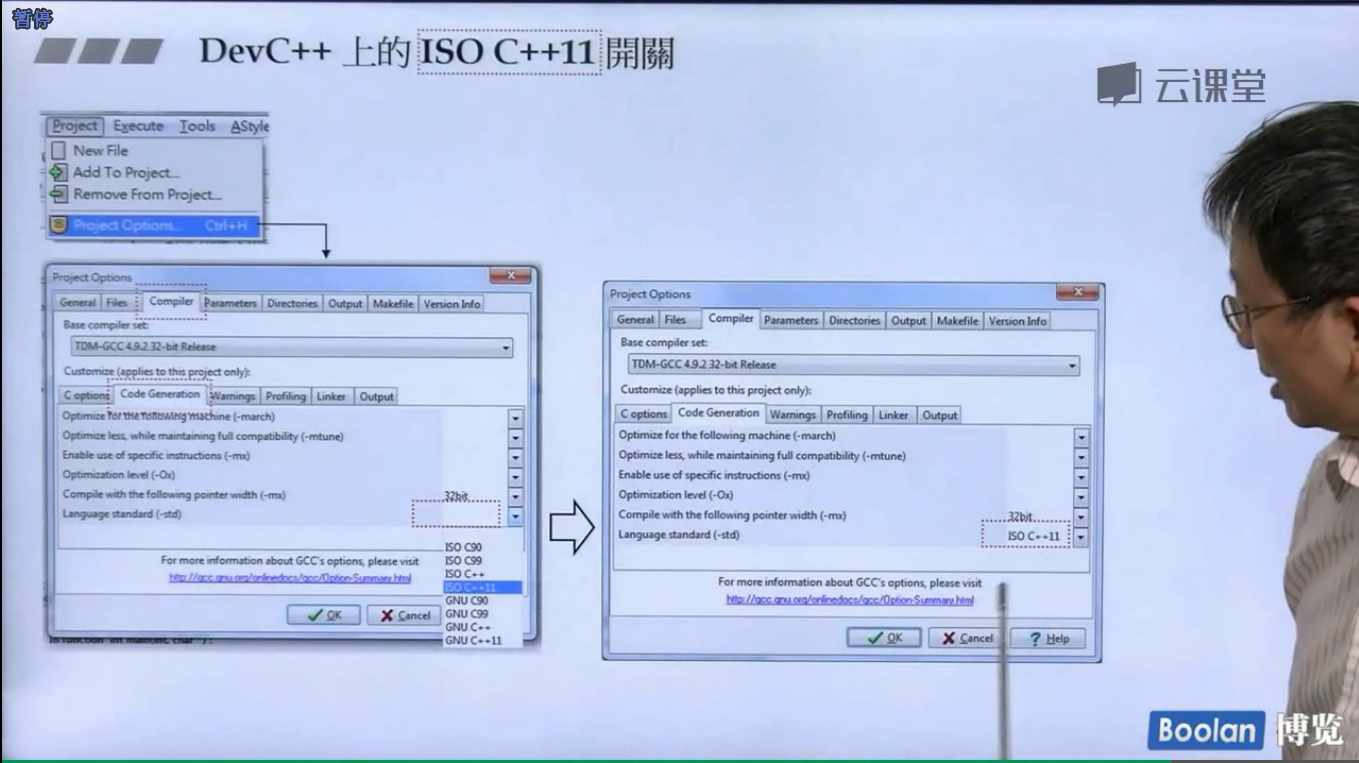 暂停
DevC++ 上的 ISO C++11 開關
云课堂
Project Execute Tools AStyle
New File
Add To Project...
Remove From Project...
Project Options... Ctrl+H
Project Options
General Files Compiler Parameters Directories Output Makefile Version Info
Base compiler set:
TDM-GCC 4.9.2 32-bit Release
Customize (applies to this project only):
C options Code Generation Warnings Profiling Linker Output
Optimize for the following machine (-march)
Optimize less, while maintaining full compatibility (-mtune)
Enable use of specific instructions (-mx)
Optimization level (-Ox)
Compile with the following pointer width (-mx) 32bit
Language standard (-std)
ISO C90
ISO C99
ISO C++
ISO C++11
GNU C90
GNU C99
GNU C++
GNU C++11
For more information about GCC's options, please visit
http://gcc.gnu.org/onlinedocs/gcc/Option-Summary.html
OK Cancel
Project Options
General Files Compiler Parameters Directories Output Makefile Version Info
Base compiler set:
TDM-GCC 4.9.2 32-bit Release
Customize (applies to this project only):
C options Code Generation Warnings Profiling Linker Output
Optimize for the following machine (-march)
Optimize less, while maintaining full compatibility (-mtune)
Enable use of specific instructions (-mx)
Optimization level (-Ox)
Compile with the following pointer width (-mx) 32bit
Language standard (-std) ISO C++11
For more information about GCC's options, please visit
http://gcc.gnu.org/onlinedocs/gcc/Option-Summary.html
OK Cancel ? Help
Boolan 博览